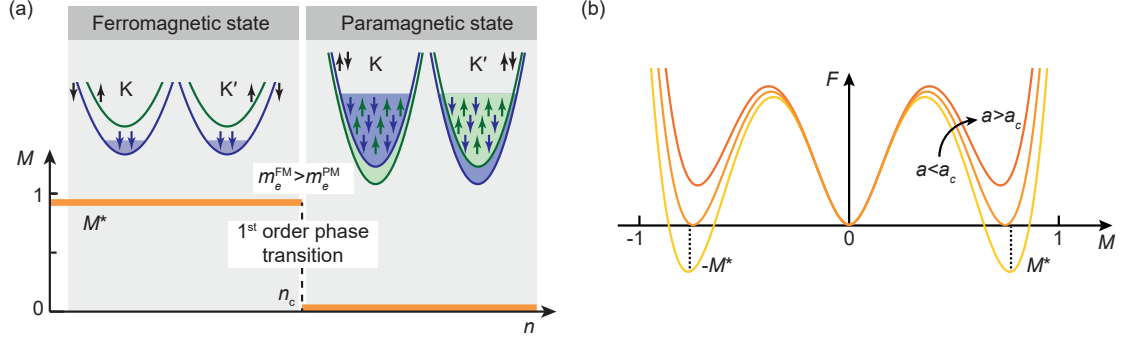 (a)
Ferromagnetic state
Paramagnetic state
K
K′
K
K′
M
1
0
M*
m_e^FM>m_e^PM
1st order phase
transition
n_c
n
(b)
F
a>a_c
a<a_c
-1
0
1
M
-M*
M*